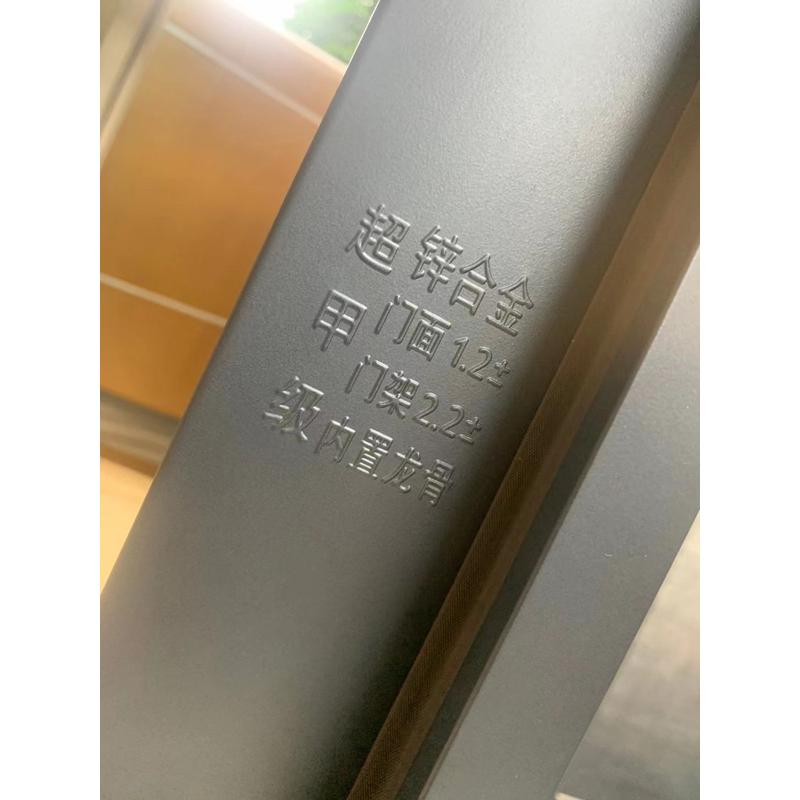 超甲级
锌合金
门面1.2±
门架2.2±
内置龙骨